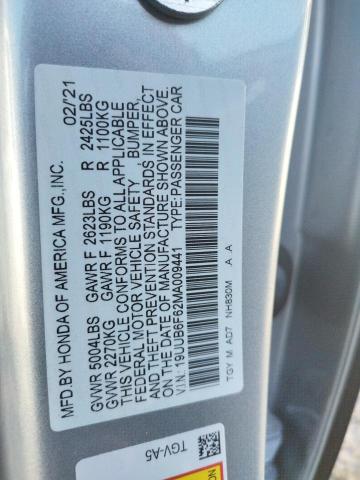 MFD.BY HONDA OF AMERICA MFG.,INC. 02/'21
GVWR 5004LBS GAWR F 2623LBS R 2425LBS
GVWR 2270KG GAWR F 1190KG R 1100KG
THIS VEHICLE CONFORMS TO ALL APPLICABLE
FEDERAL MOTOR VEHICLE SAFETY , BUMPER,
AND THEFT PREVENTION STANDARDS IN EFFECT
ON THE DATE OF MANUFACTURE SHOWN ABOVE.
V.I.N.: 19UUB6F62MA009441 TYPE:PASSENGER CAR
TGY M AD7 NH830M A A
TGV-A5